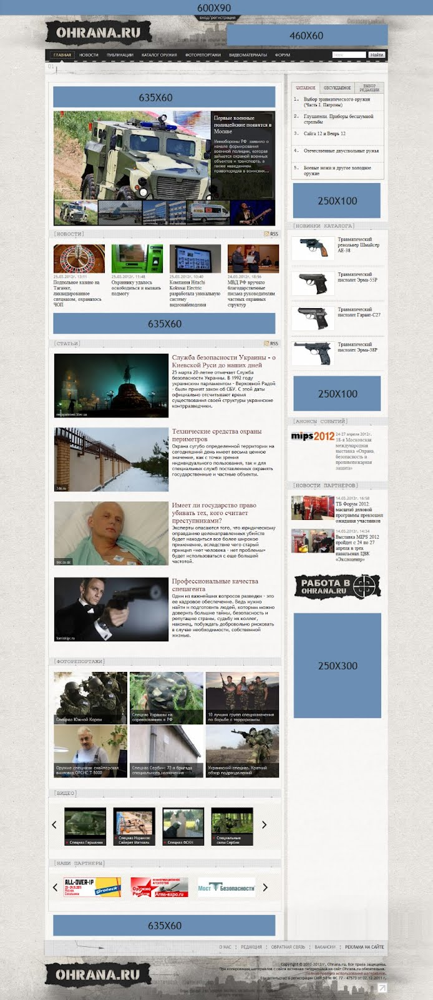 600X90
вход/регистрация
OHRANA.RU
460X60
ГЛАВНАЯ НОВОСТИ ПУБЛИКАЦИИ КАТАЛОГ ОРУЖИЯ ФОТОРЕПОРТАЖИ ВИДЕОМАТЕРИАЛЫ ФОРУМ
Найти
635X60
Первые военные
полицейские появятся в
Москве
Минобороны РФ заявило о
начале формирования
военной полиции, которая
займется охраной военных
объектов и транспорта, а
также наведением
правопорядка в воинских...
ЧИТАЕМОЕ ОБСУЖДАЕМОЕ ВЫБОР
РЕДАКЦИИ
1. Выбор травматического оружия
(Часть I. Патроны)
2. Глушители. Приборы бесшумной
стрельбы
3. Сайга 12 и Вепрь 12
4. Отечественные двуствольные ружья
5. Боевые ножи и другое холодное
оружие
250X100
[НОВОСТИ] RSS
25.03.2012г. 13:11
Подпольное казино на
Таганке,
ликвидированное
спецназом, охранялось
ЧОП
25.03.2012г. 11:48
Охраннику удалось
освободиться и вызвать
подмогу
25.03.2012г. 10:40
Компания Hitachi
Kokusai Electric
разработала уникальную
систему
видеонаблюдения
24.03.2012г. 18:56
МВД РФ вручило
благодарственные
письма руководителям
частных охранных
структур
635X60
[НОВИНКИ КАТАЛОГА]
Травматический
револьвер Шмайсер
АЕ-38
Травматический
пистолет Эрма-55Р
Травматический
пистолет Гарант-С27
Травматический
пистолет Эрма-38Р
250X100
[СТАТЬИ] RSS
Служба безопасности Украины - о
Киевской Руси до наших дней
25 марта 20-летие отмечает Служба
безопасности Украины. В 1992 году
украинским парламентом - Верховной Радой
- были принят закон об СБУ. С этой даты
официально отсчитывают время
существования своей структуры украинские
контрразведчики.
Технические средства охраны
периметров
Охрана сугубо определенной территории на
сегодняшний день имеет весьма ценное
значение, как с точки зрения
индивидуального пользования, так и для
специальных служб поставленных охранять
государственные и частные объекты.
Имеет ли государство право
убивать тех, кого считает
преступниками?
Эксперты опасаются того, что юридическому
оправданию целенаправленных убийств
будет находиться все более широкое
применение, вследствие чего старый
принцип «нет человека - нет проблемы»
будет использоваться с еще большей
частотой.
Профессиональные качества
спецагента
Один из важнейших вопросов разведки - это
ее кадровое обеспечение. Ведь нужно
найти и подготовить людей, которым можно
доверить большие тайны, безопасность и
репутацию страны, судьбу их коллег,
наконец, побуждать добровольно рисковать
в случае необходимости, собственной
жизнью.
[АНОНСЫ СОБЫТИЙ]
mips2012
24-27 апреля 2012г.
18-я Московская
международная
выставка «Охрана,
безопасность и
противопожарная
защита»
[НОВОСТИ ПАРТНЕРОВ]
14.03.2012г. 16:58
ТБ Форум 2012:
масштаб деловой
программы превзошел
ожидания участников
14.03.2012г. 14:34
Выставка MIPS 2012
пройдет с 24 по 27
апреля в трех
павильонах ЦВК
«Экспоцентр»
РАБОТА В
OHRANA.RU
250X300
[ФОТОРЕПОРТАЖИ]
Спецназ Южной Кореи
Спецназ Украины на
соревнованиях в РФ
10 лучших групп спецназначения
по борьбе с терроризмом
Оружие спецназа: снайперская
винтовка ОРСИС Т-5000
Спецназ Сербии: 72-я бригада
специального назначения
Украинский спецназ. Краткий
обзор подразделений
[ВИДЕО]
Спецназ Германии
Спецназ Израиля:
Сайерет Маткаль
Спецназ ФСКН
Специальные
силы Сербии
[НАШИ ПАРТНЕРЫ]
ALL-OVER-IP
Groteck
ИНФОРМАЦИОННОЕ
АГЕНТСТВО
Оружие
России
Arms-expo.ru
Мост Безопасности
635X60
О НАС РЕДАКЦИЯ ОБРАТНАЯ СВЯЗЬ ВАКАНСИИ РЕКЛАМА НА САЙТЕ
OHRANA.RU
Copyright © 2010-2012гг. Ohrana.ru. Все права защищены.
При копировании материалов с сайта активная гиперссылка на сайт Ohrana.ru обязательна.
Полные правила использования материалов.
Свидетельство о регистрации СМИ Эл № ФС 77 - 47573 от 02.12.2011 г.